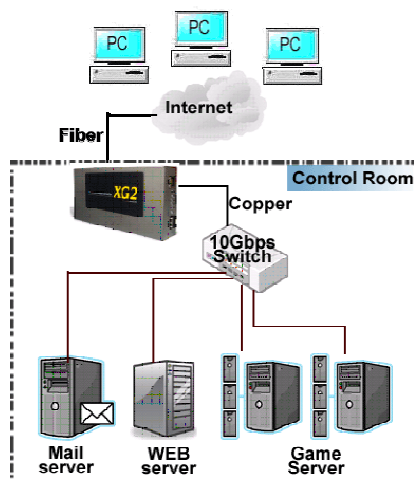 PC
PC
PC
Internet
Fiber
Control Room
XG2
Copper
10Gbps
Switch
Mail
server
WEB
server
Game
Server